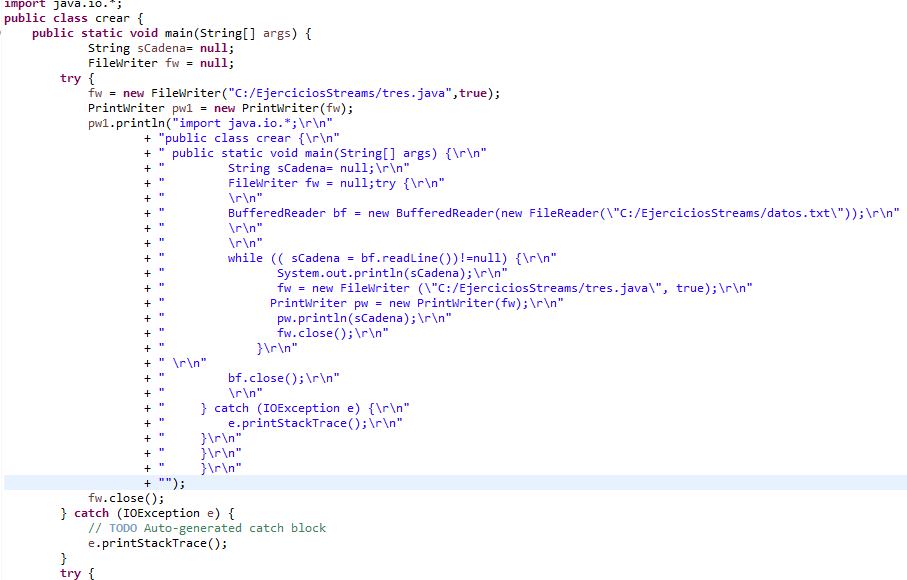 import java.io.*;
public class crear {
public static void main(String[] args) {
String sCadena= null;
FileWriter fw = null;
try {
fw = new FileWriter("C:/EjerciciosStreams/tres.java",true);
PrintWriter pw1 = new PrintWriter(fw);
pw1.println("import java.io.*;\r\n"
+ "public class crear {\r\n"
+ " public static void main(String[] args) {\r\n"
+ "         String sCadena= null;\r\n"
+ "         FileWriter fw = null;try {\r\n"
+ "         \r\n"
+ "         BufferedReader bf = new BufferedReader(new FileReader(\"C:/EjerciciosStreams/datos.txt\"));\r\n"
+ "         \r\n"
+ "         \r\n"
+ "         while (( sCadena = bf.readLine())!=null) {\r\n"
+ "                System.out.println(sCadena);\r\n"
+ "                fw = new FileWriter (\"C:/EjerciciosStreams/tres.java\", true);\r\n"
+ "               PrintWriter pw = new PrintWriter(fw);\r\n"
+ "                pw.println(sCadena);\r\n"
+ "                fw.close();\r\n"
+ "             }\r\n"
+ " \r\n"
+ "         bf.close();\r\n"
+ "         \r\n"
+ "     } catch (IOException e) {\r\n"
+ "         e.printStackTrace();\r\n"
+ "     }\r\n"
+ "     }\r\n"
+ "     }\r\n"
+ "");
fw.close();
} catch (IOException e) {
// TODO Auto-generated catch block
e.printStackTrace();
}
try {